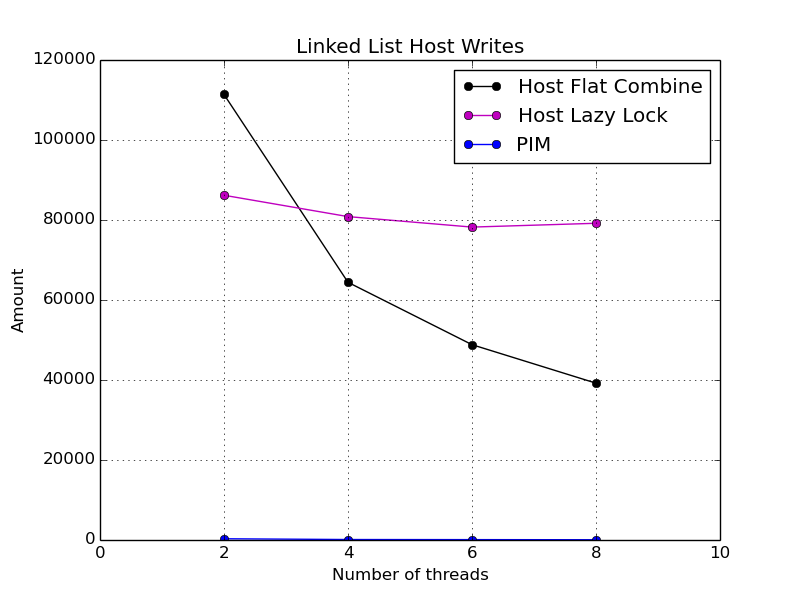 Linked List Host Writes
120000
100000
80000
60000
40000
20000
0
Amount
Host Flat Combine
Host Lazy Lock
PIM
0 2 4 6 8 10
Number of threads